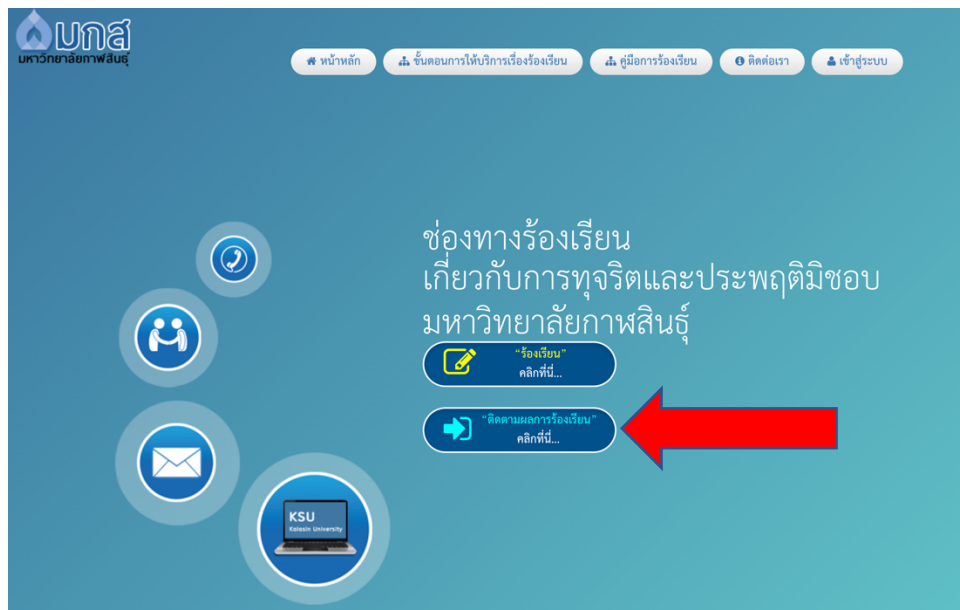 มกส
มหาวิทยาลัยกาฬสินธุ์
หน้าหลัก
ขั้นตอนการให้บริการเรื่องร้องเรียน
คู่มือการร้องเรียน
ติดต่อเรา
เข้าสู่ระบบ
ช่องทางร้องเรียน
เกี่ยวกับการทุจริตและประพฤติมิชอบ
มหาวิทยาลัยกาฬสินธุ์
“ร้องเรียน”
คลิกที่นี่...
“ติดตามผลการร้องเรียน”
คลิกที่นี่...
KSU
Kalasin University